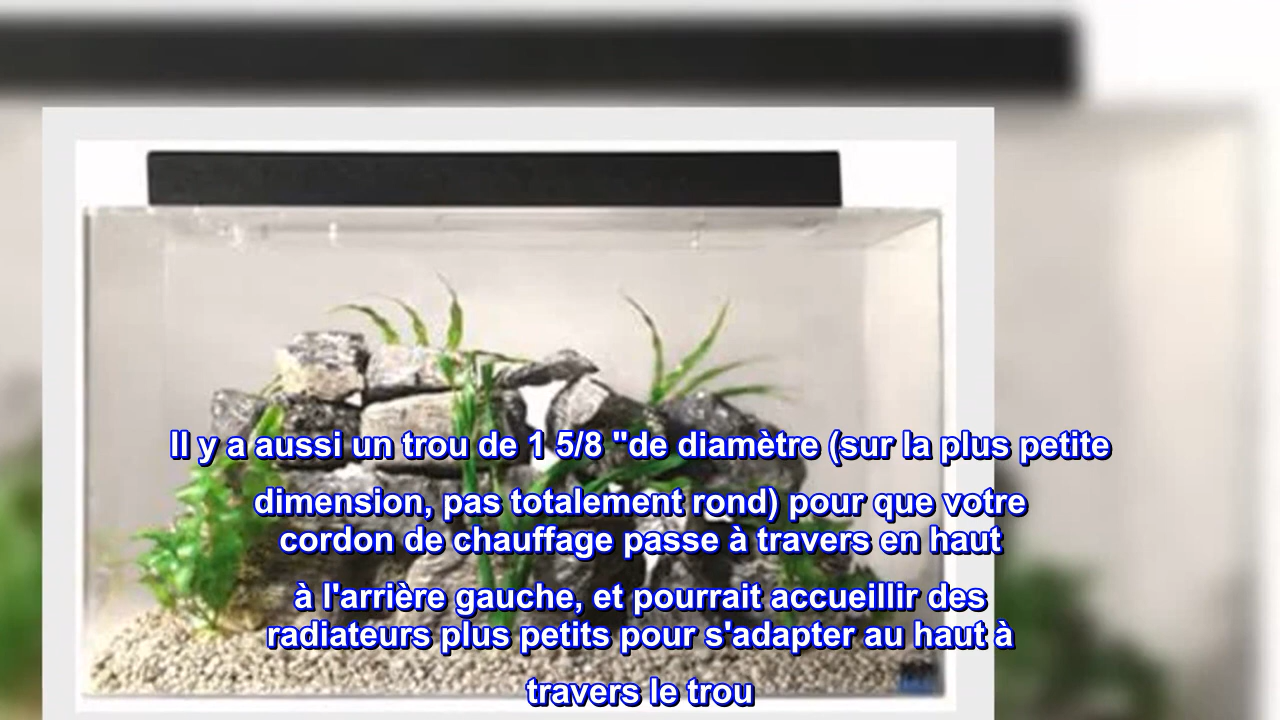 Il y a aussi un trou de 1 5/8 "de diamètre (sur la plus petite
dimension, pas totalement rond) pour que votre
cordon de chauffage passe à travers en haut
à l'arrière gauche, et pourrait accueillir des
radiateurs plus petits pour s'adapter au haut à
travers le trou